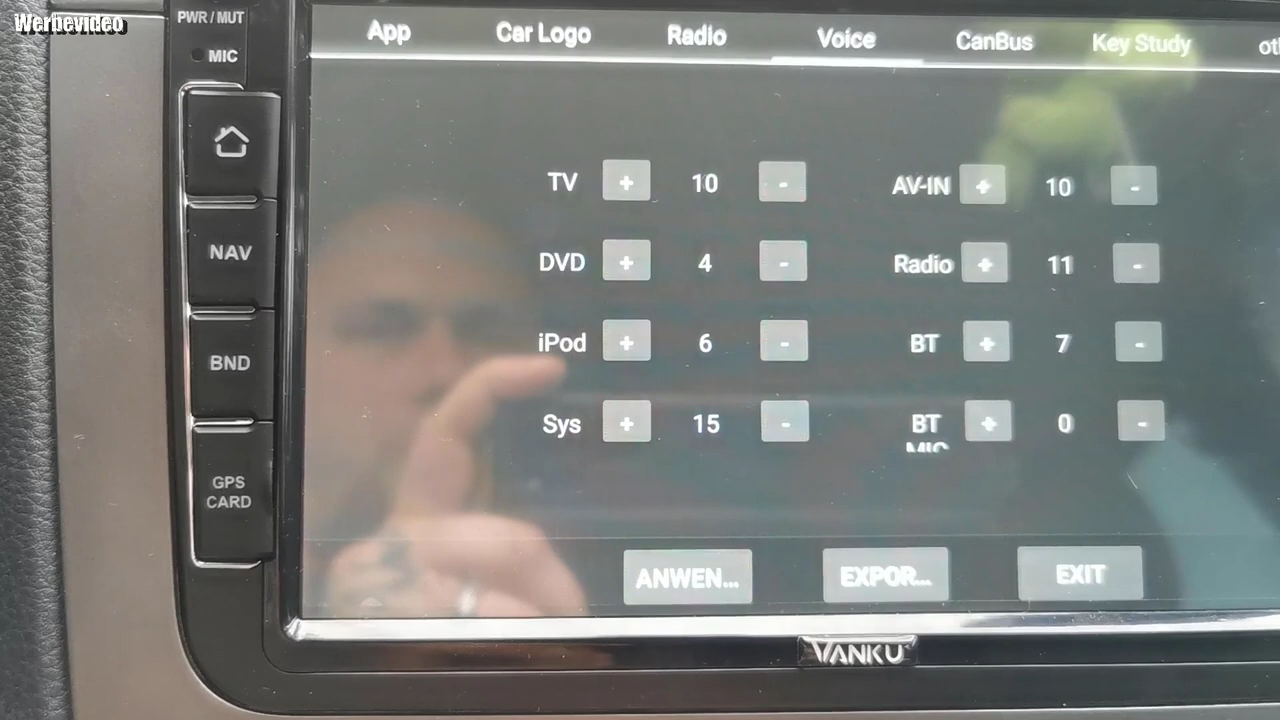 Werbevideo
PWR / MUT
MIC
App Car Logo Radio Voice CanBus Key Study
TV + 10 - AV-IN + 10 -
NAV
DVD + 4 - Radio + 11 -
BND
iPod + 6 - BT + 7 -
Sys + 15 - BT + 0 -
MIC
GPS
CARD
ANWEN... EXPOR... EXIT
VANKU